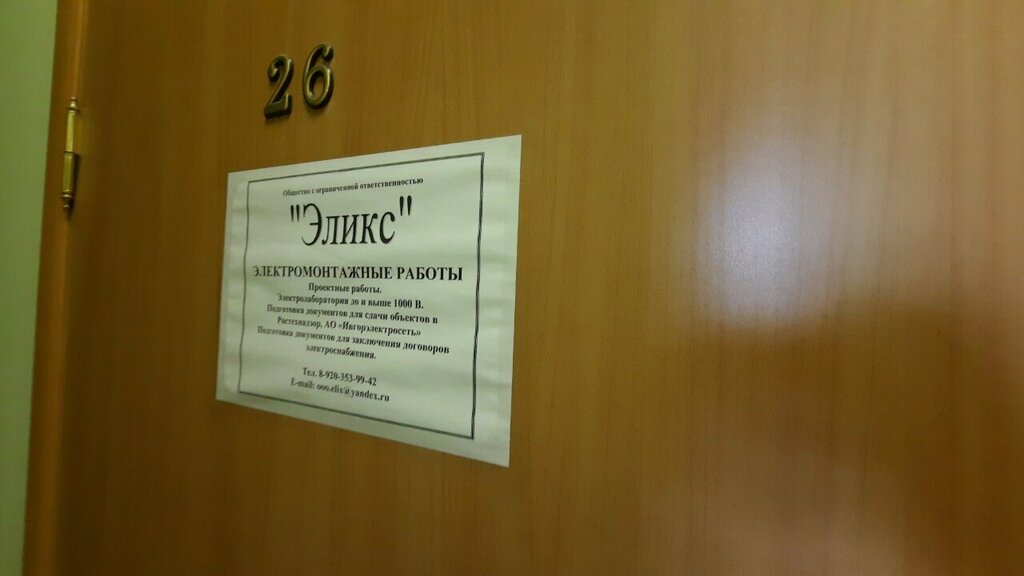 26
Общество с ограниченной ответственностью
"Эликс"
ЭЛЕКТРОМОНТАЖНЫЕ РАБОТЫ
Проектные работы.
Электролаборатория до и выше 1000 В.
Подготовка документов для сдачи объектов в
Ростехнадзор, АО «Ивгорэлектросеть»
Подготовка документов для заключения договоров
электроснабжения.
Тел. 8-920-353-99-42
E-mail: ooo.elix@yandex.ru